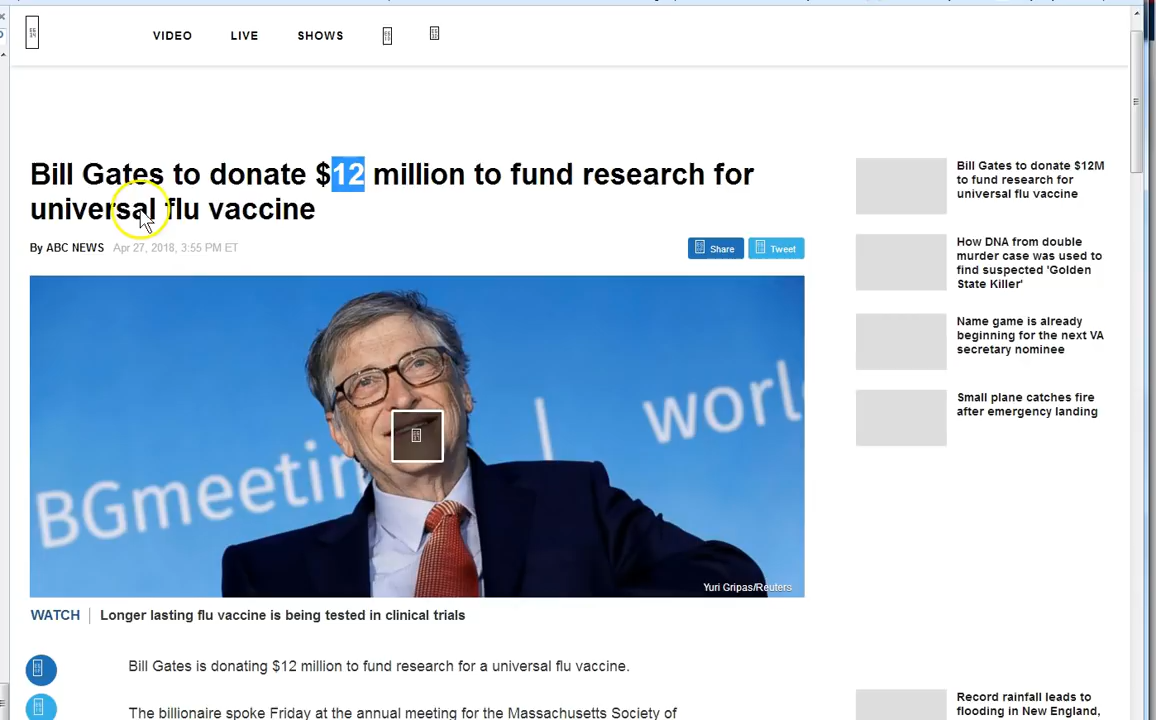 VIDEO LIVE SHOWS
Bill Gates to donate $12 million to fund research for
universal flu vaccine
By ABC NEWS Apr 27, 2018, 3:55 PM ET
Share Tweet
BGmeetin | world
Yuri Gripas/Reuters
WATCH Longer lasting flu vaccine is being tested in clinical trials
Bill Gates is donating $12 million to fund research for a universal flu vaccine.
The billionaire spoke Friday at the annual meeting for the Massachusetts Society of
Bill Gates to donate $12M
to fund research for
universal flu vaccine
How DNA from double
murder case was used to
find suspected 'Golden
State Killer'
Name game is already
beginning for the next VA
secretary nominee
Small plane catches fire
after emergency landing
Record rainfall leads to
flooding in New England,